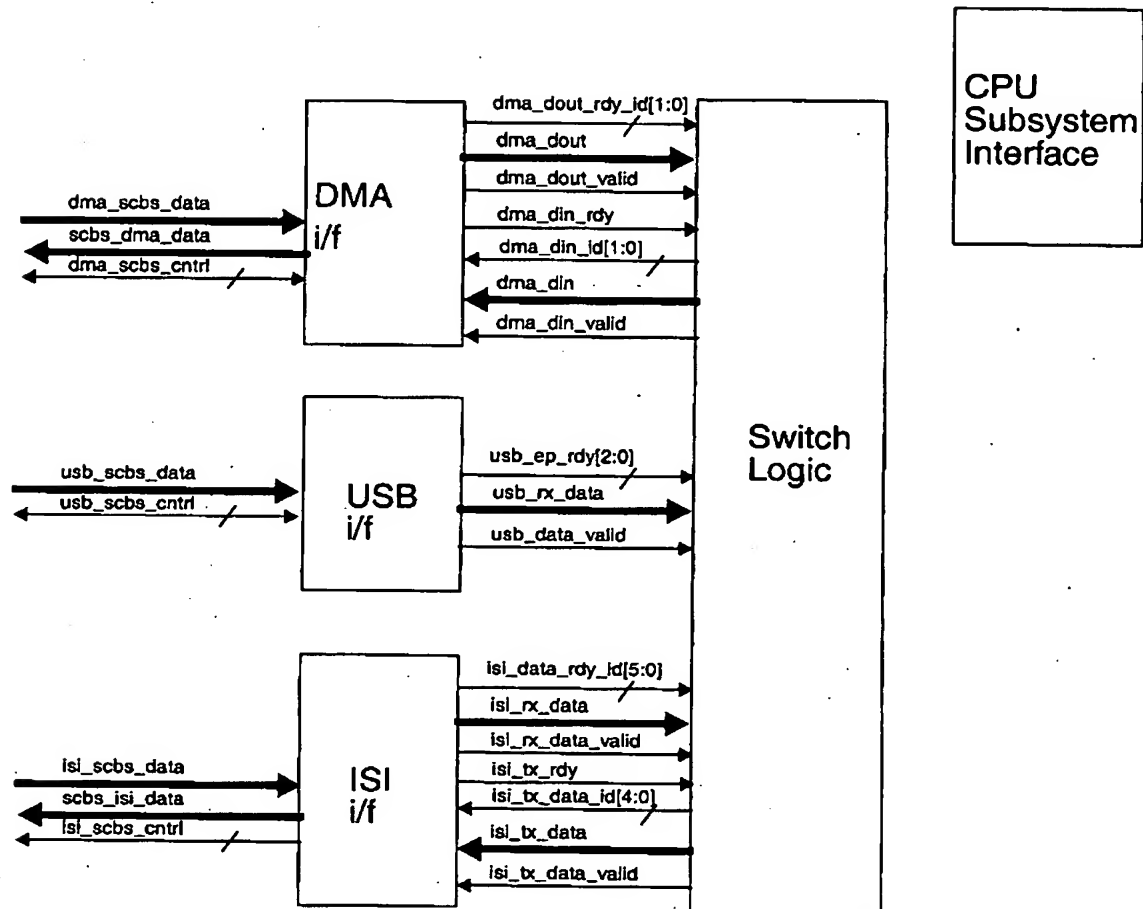 CPU
Subsystem
Interface
dma_dout_rdy_id[1:0]
dma_dout
dma_dout_valid
dma_din_rdy
dma_din_id[1:0]
dma_din
dma_din_valid
DMA
i/f
dma_scbs_data
scbs_dma_data
dma_scbs_cntrl
Switch
Logic
usb_ep_rdy[2:0]
usb_rx_data
usb_data_valid
USB
i/f
usb_scbs_data
usb_scbs_cntrl
isi_data_rdy_id[5:0]
isi_rx_data
isi_rx_data_valid
isi_tx_rdy
isi_tx_data_id[4:0]
isi_tx_data
isi_tx_data_valid
ISI
i/f
isi_scbs_data
scbs_isi_data
isi_scbs_cntrl